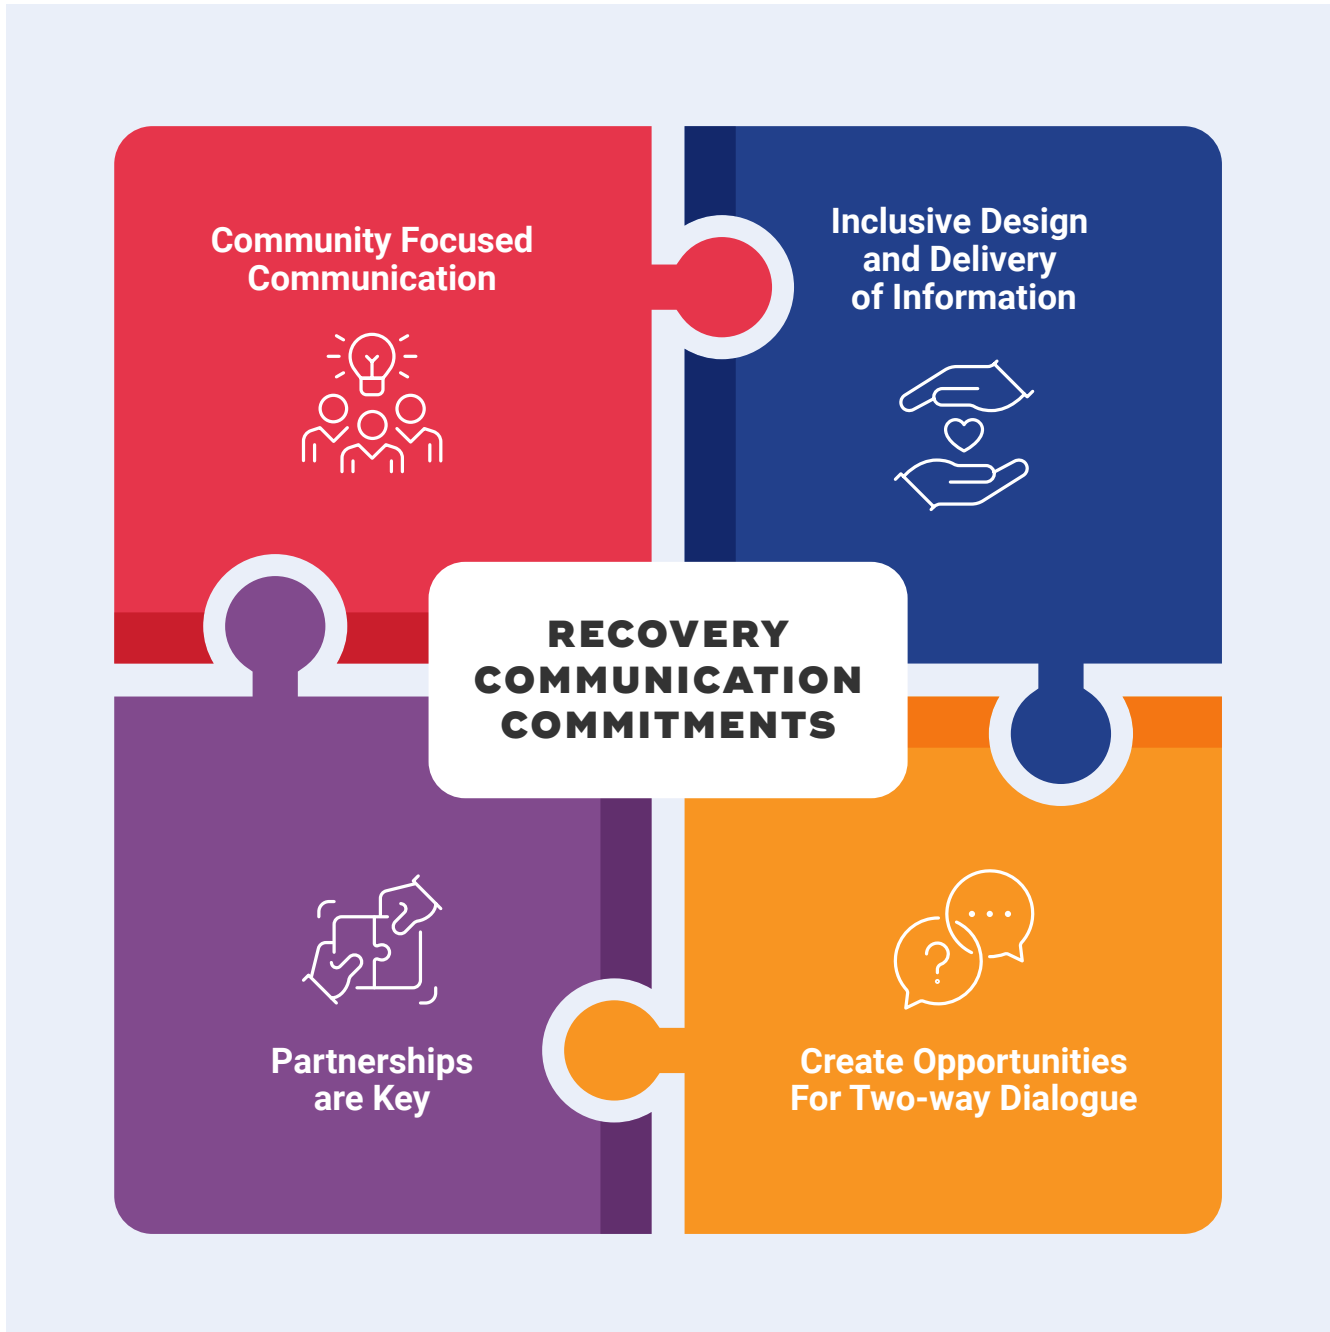 Community Focused
Communication
Inclusive Design
and Delivery
of Information
RECOVERY
COMMUNICATION
COMMITMENTS
Partnerships
are Key
Create Opportunities
For Two-way Dialogue
?